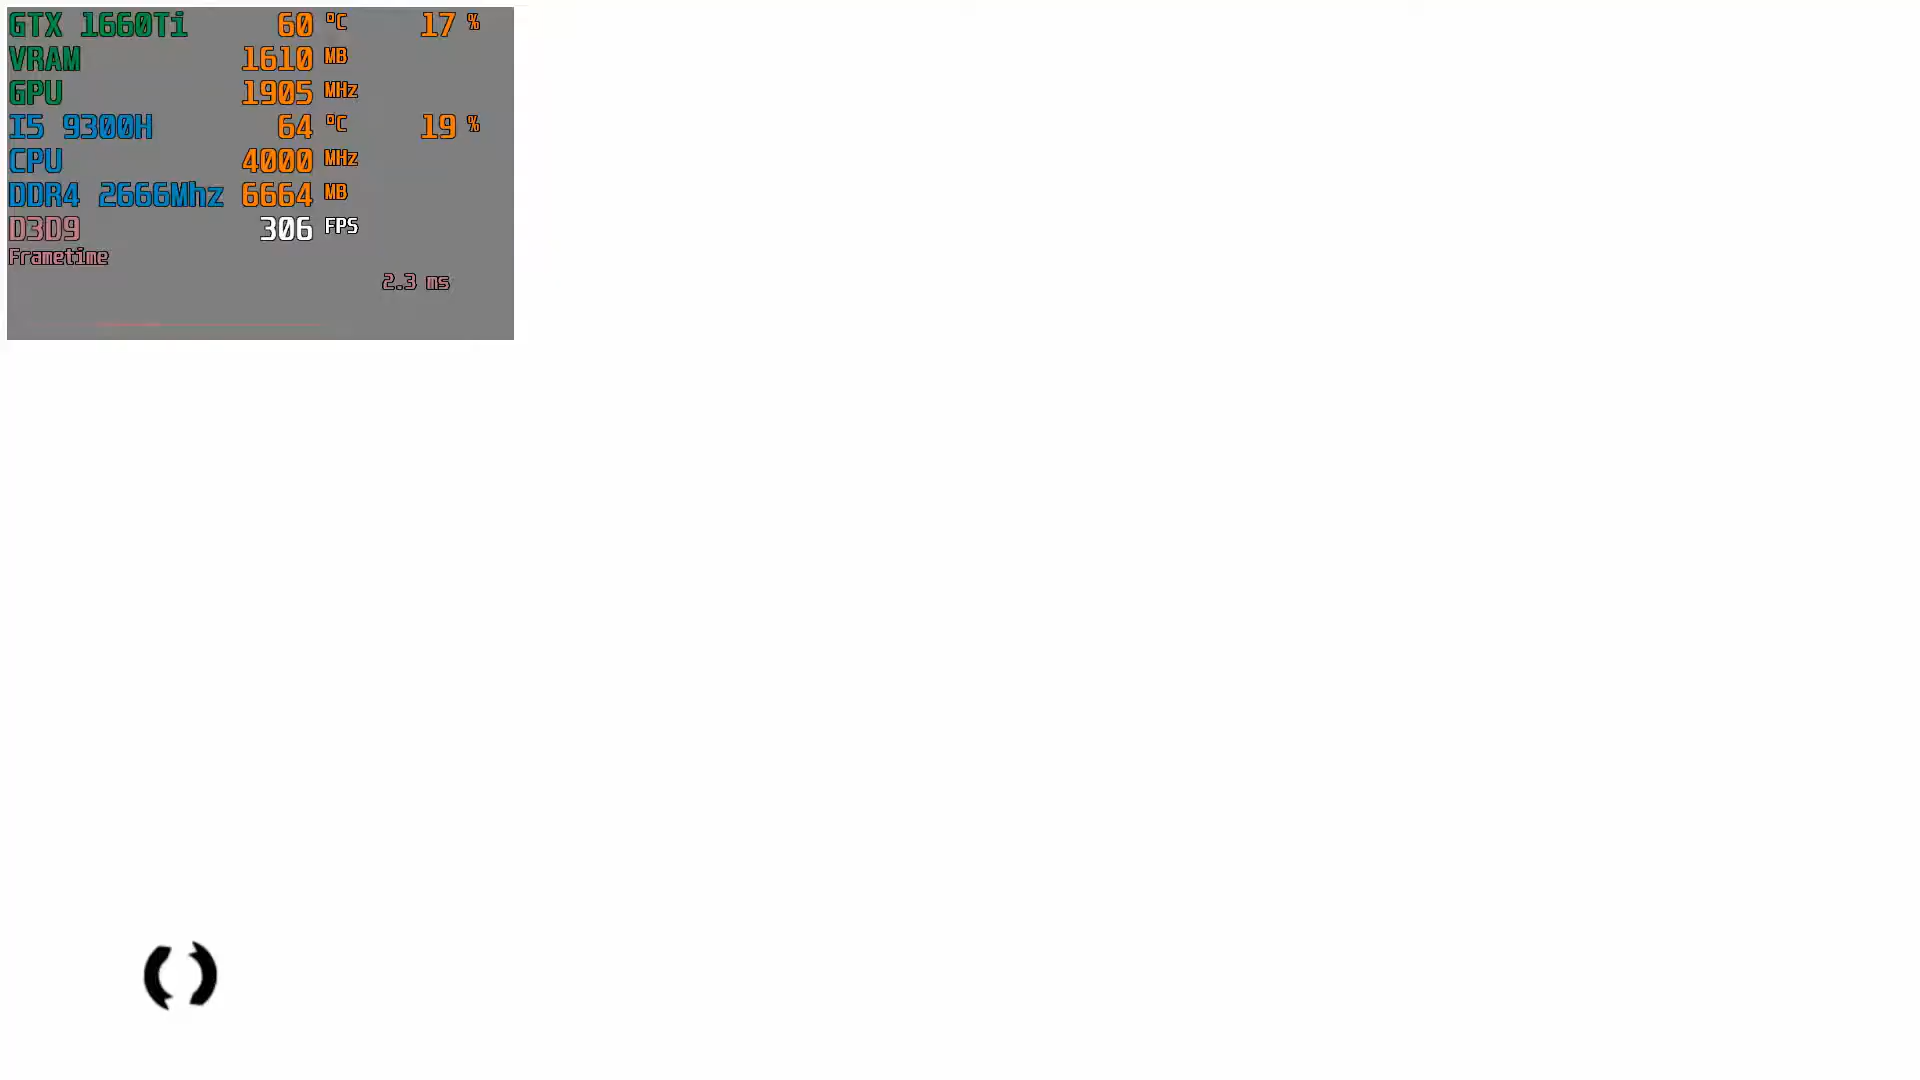 GTX 1660Ti 60 °C 17 %
VRAM 1610 MB
GPU 1905 MHz
I5 9300H 64 °C 19 %
CPU 4000 MHz
DDR4 2666Mhz 6664 MB
D3D9 306 FPS
Frametime
2.3 ms